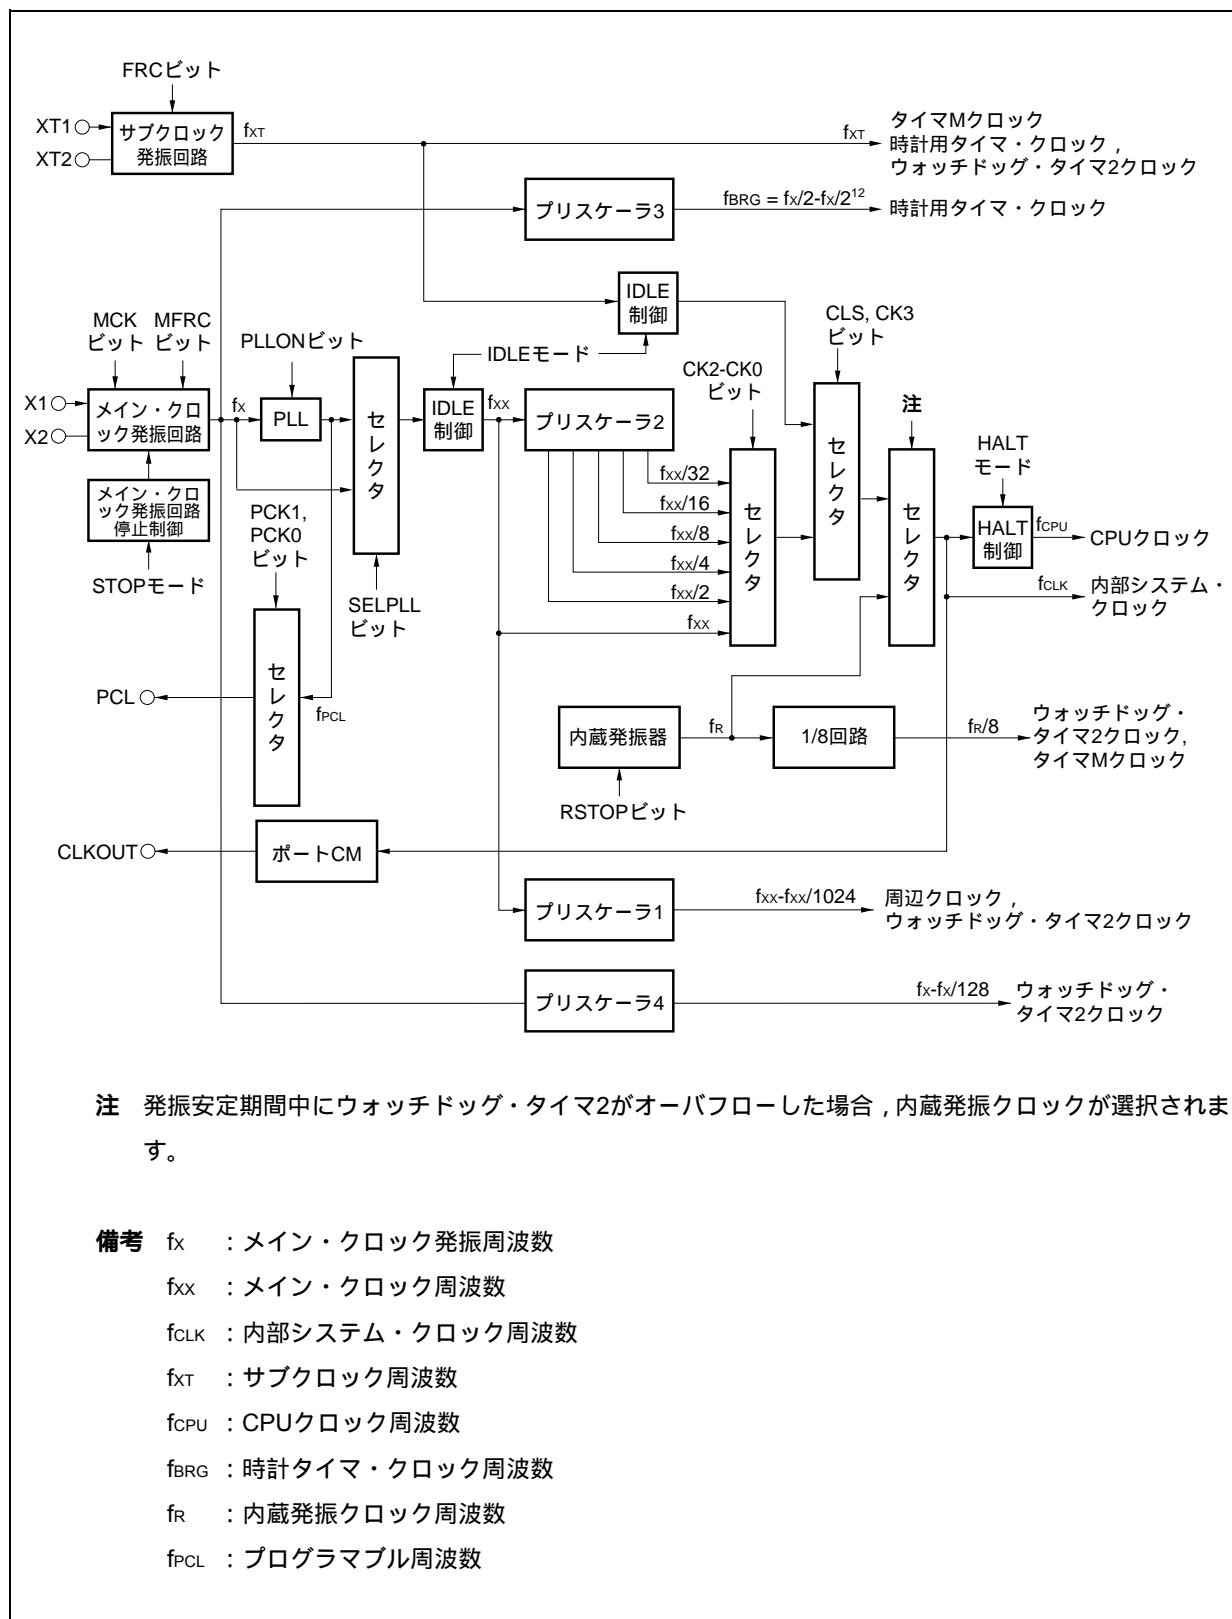 FRCビット
XT1
XT2
サブクロック
発振回路
fXT
fXT
タイマMクロック
時計用タイマ・クロック，
ウォッチドッグ・タイマ2クロック
プリスケーラ3
fBRG = fX/2-fX/2¹²
時計用タイマ・クロック
IDLE
制御
MCK
ビット
MFRC
ビット
PLLONビット
IDLEモード
CLS, CK3
ビット
CK2-CK0
ビット
X1
X2
メイン・クロ
ック発振回路
fX
PLL
セレクタ
IDLE
制御
fXX
プリスケーラ2
fXX/32
fXX/16
fXX/8
fXX/4
fXX/2
fXX
セレクタ
セレクタ
注
セレクタ
HALT
モード
HALT
制御
fCPU
CPUクロック
fCLK
内部システム・
クロック
メイン・クロ
ック発振回路
停止制御
STOPモード
PCK1,
PCK0
ビット
SELPLL
ビット
PCL
セレクタ
fPCL
内蔵発振器
fR
1/8回路
fR/8
ウォッチドッグ・
タイマ2クロック,
タイマMクロック
RSTOPビット
CLKOUT
ポートCM
プリスケーラ1
fXX-fXX/1024
周辺クロック，
ウォッチドッグ・タイマ2クロック
プリスケーラ4
fX-fX/128
ウォッチドッグ・
タイマ2クロック
注 発振安定期間中にウォッチドッグ・タイマ2がオーバフローした場合，内蔵発振クロックが選択されま
す。
備考 fX ：メイン・クロック発振周波数
fXX ：メイン・クロック周波数
fCLK ：内部システム・クロック周波数
fXT ：サブクロック周波数
fCPU ：CPUクロック周波数
fBRG ：時計タイマ・クロック周波数
fR ：内蔵発振クロック周波数
fPCL ：プログラマブル周波数